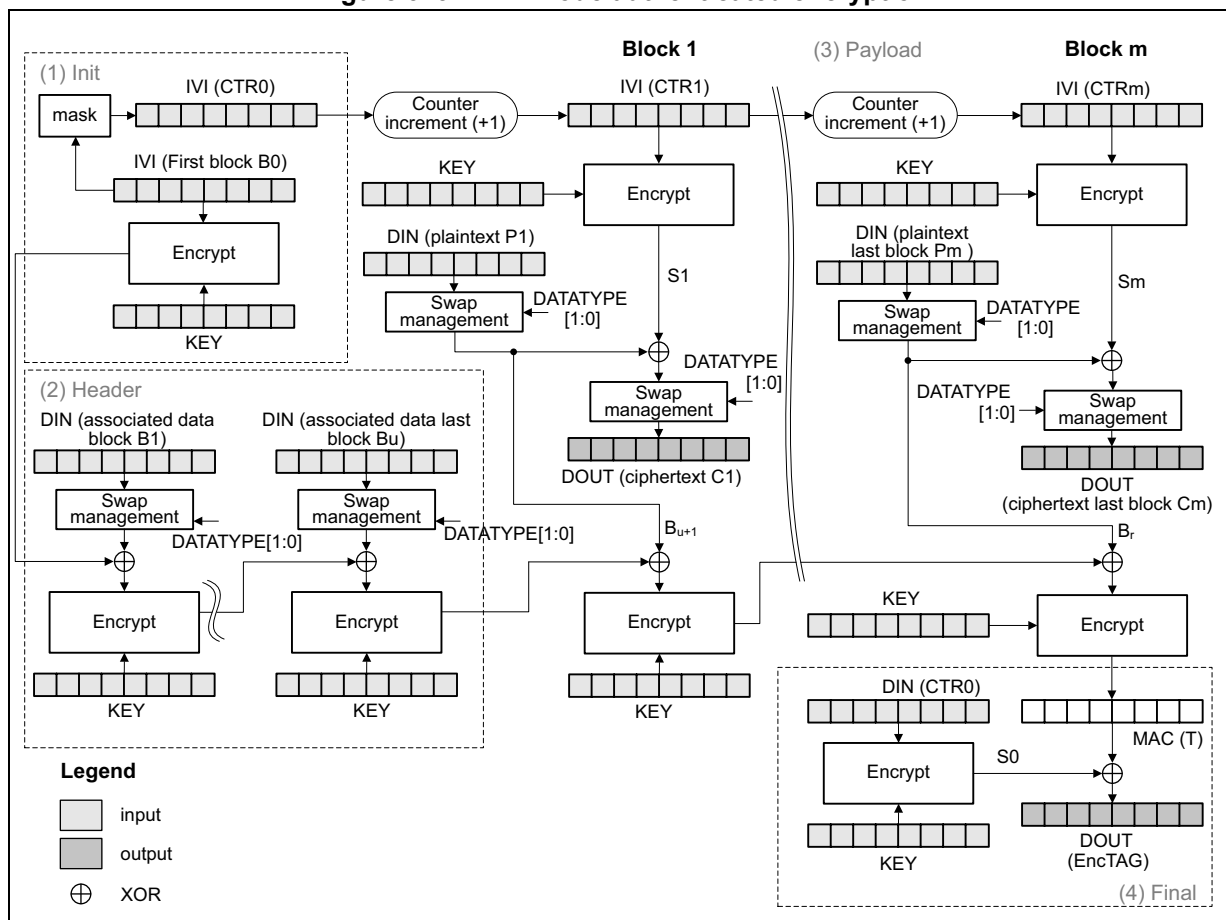 Block 1
(3) Payload
Block m
(1) Init
IVI (CTR0)
mask
Counter
increment (+1)
IVI (CTR1)
Counter
increment (+1)
IVI (CTRm)
IVI (First block B0)
Encrypt
KEY
KEY
Encrypt
DIN (plaintext P1)
Swap
management
DATATYPE
[1:0]
S1
DATATYPE
[1:0]
Swap
management
DOUT (ciphertext C1)
KEY
Encrypt
DIN (plaintext
last block Pm )
Swap
management
DATATYPE
[1:0]
Sm
DATATYPE
[1:0]
Swap
management
DOUT
(ciphertext last block Cm)
(2) Header
DIN (associated data
block B1)
DIN (associated data last
block Bu)
Swap
management
DATATYPE[1:0]
Swap
management
DATATYPE[1:0]
Bu+1
Br
Encrypt
Encrypt
Encrypt
KEY
Encrypt
KEY
KEY
KEY
DIN (CTR0)
Encrypt
S0
KEY
MAC (T)
DOUT
(EncTAG)
(4) Final
Legend
input
output
XOR